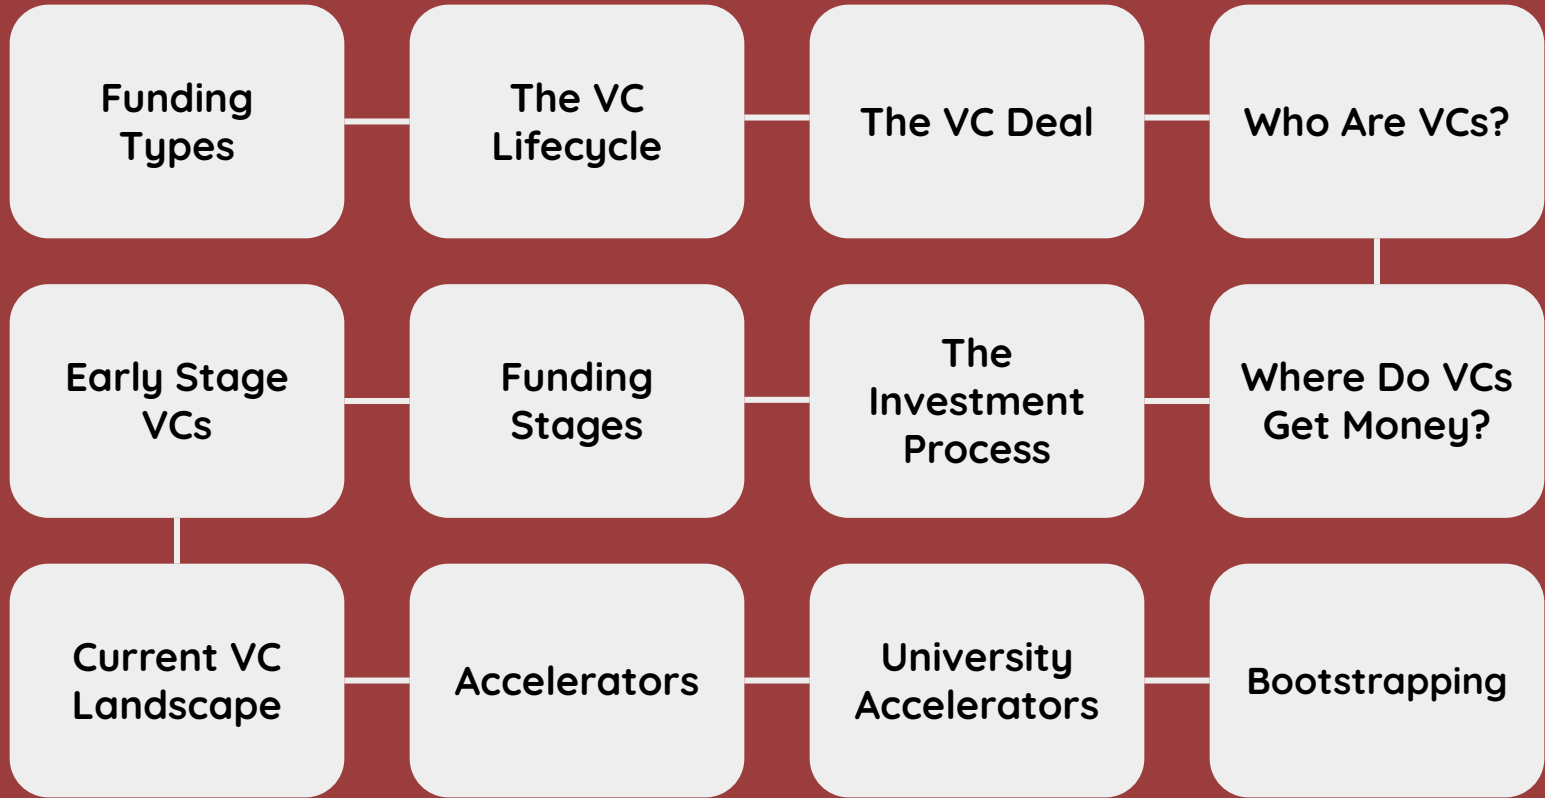 Funding
Types
The VC
Lifecycle
The VC Deal
Who Are VCs?
Early Stage
VCs
Funding
Stages
The
Investment
Process
Where Do VCs
Get Money?
Current VC
Landscape
Accelerators
University
Accelerators
Bootstrapping